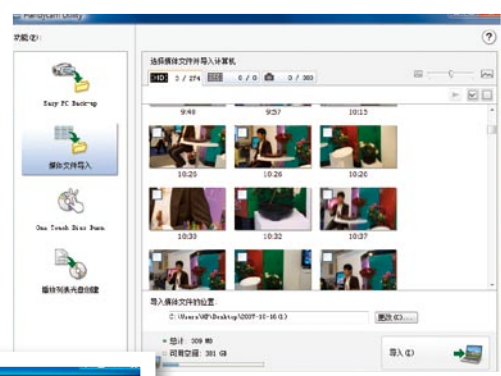 Handycam Utility
功能(F):
选择媒体文件并导入计算机
HD 3 / 274 0 / 0 3 / 380
Easy PC Back-up
媒体文件导入
One Touch Disc Burn
播放列表光盘创建
9:48 9:57 10:13
10:25 10:26 10:26
10:30 10:32 10:37
导入媒体文件的位置:
C:\Users\HP\Desktop\2007-10-16(1)
更改(C)...
总计: 309 MB
可用空间: 381 GB
导入(I)